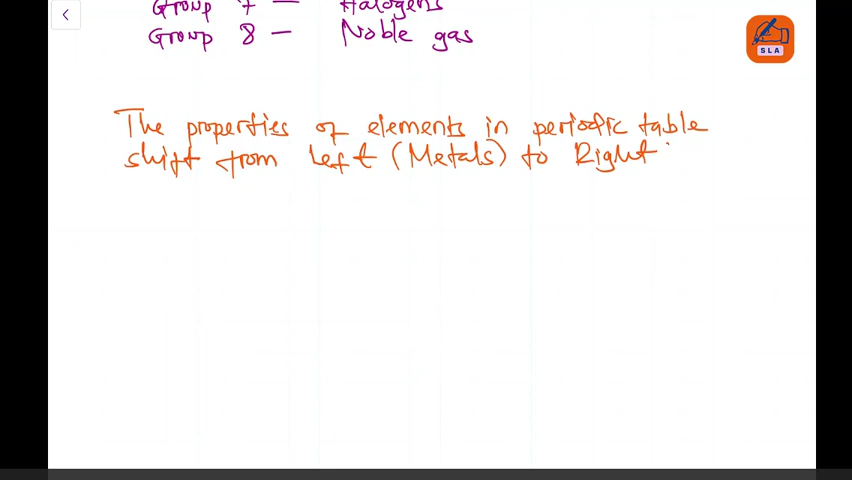 Group 7 — Halogens
Group 8 — Noble gas
SLA
The properties of elements in periodic table
shift from left (Metals) to Right